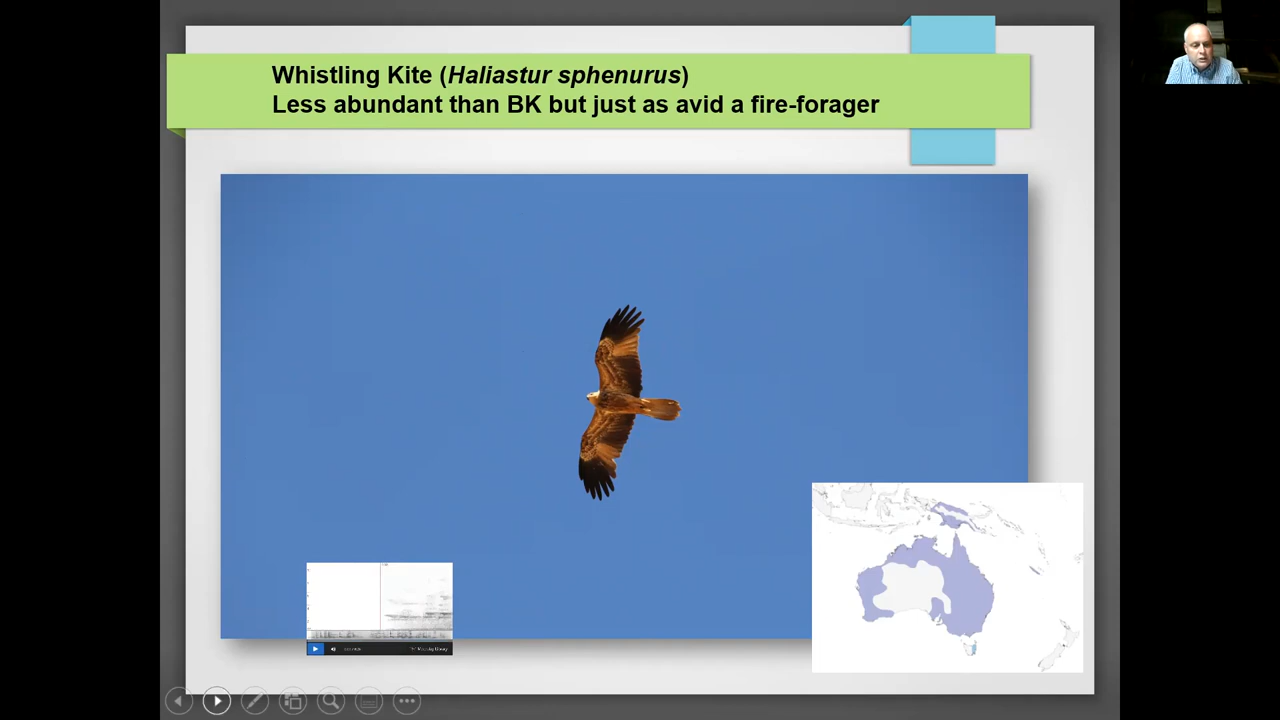 Whistling Kite (Haliastur sphenurus)
Less abundant than BK but just as avid a fire-forager